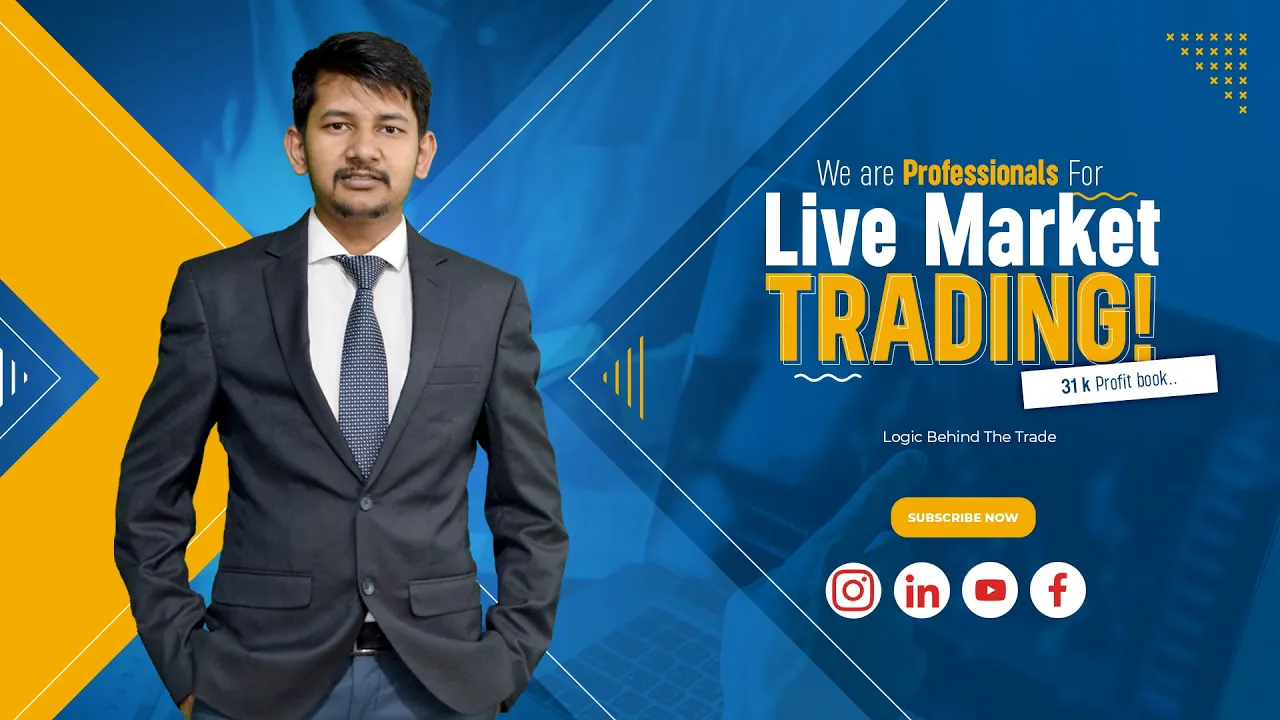 We are Professionals For
Live Market
TRADING!
31 k Profit book..
Logic Behind The Trade
SUBSCRIBE NOW